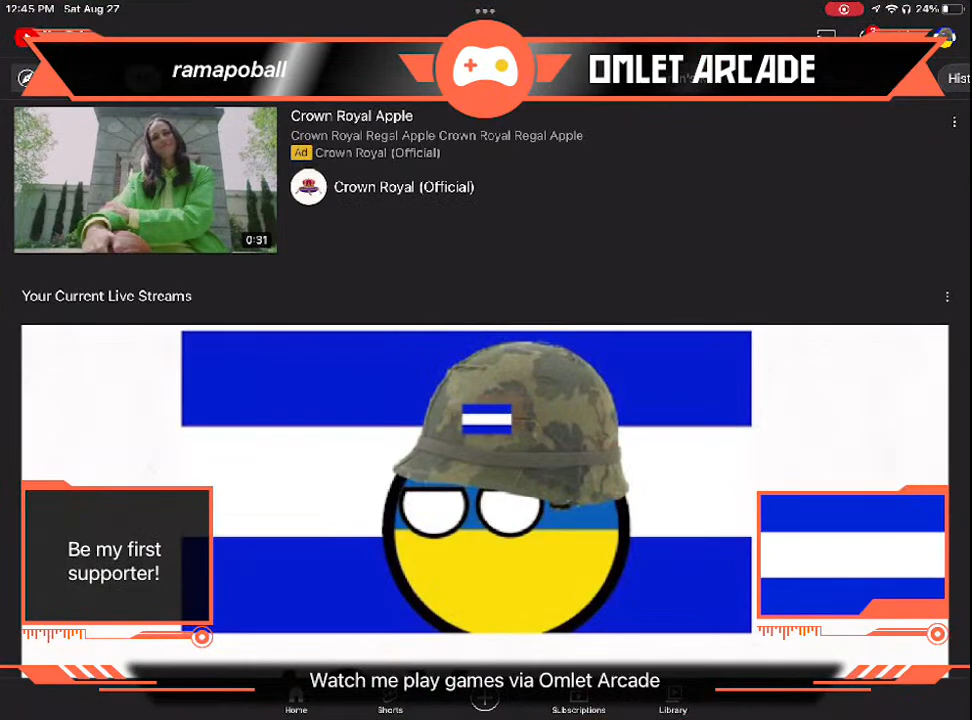 12:45 PM Sat Aug 27
24%
ramapoball
OMLET ARCADE
Hist
Crown Royal Apple
Crown Royal Regal Apple Crown Royal Regal Apple
Ad Crown Royal (Official)
Crown Royal (Official)
0:31
Your Current Live Streams
Be my first
supporter!
Watch me play games via Omlet Arcade
Home
Shorts
Subscriptions
Library